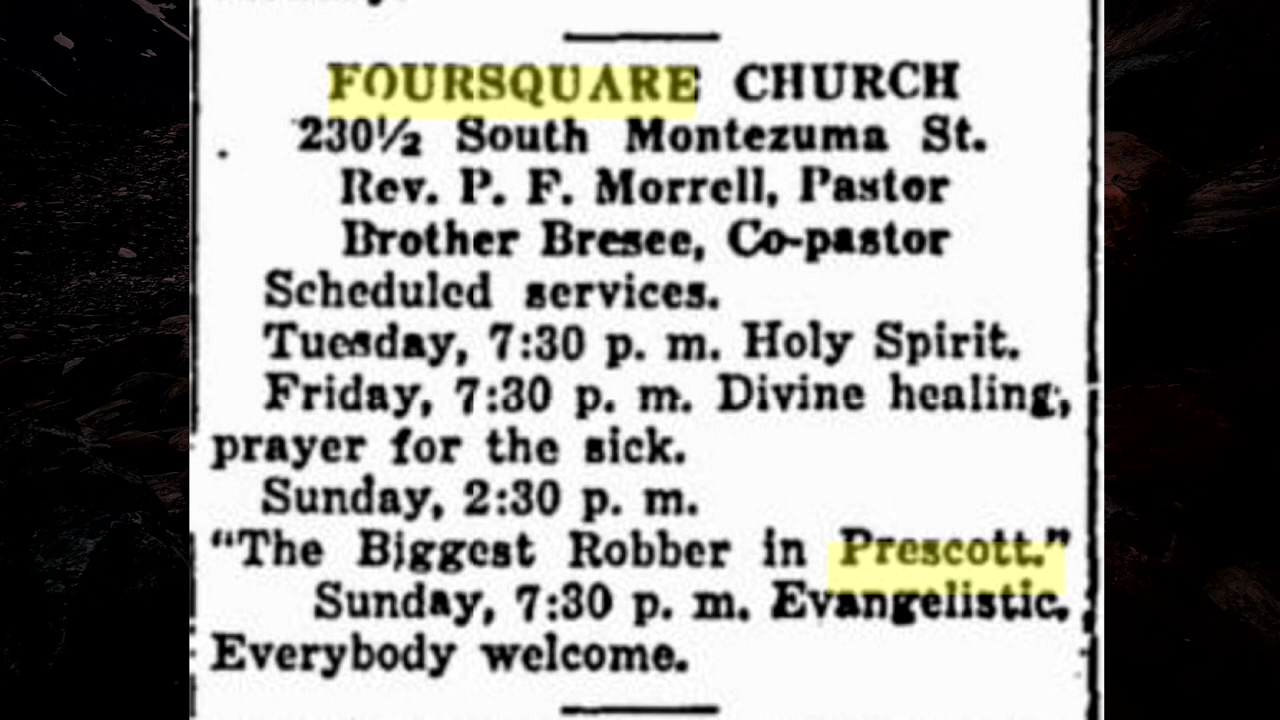 FOURSQUARE CHURCH
230½ South Montezuma St.
Rev. P. F. Morrell, Pastor
Brother Bresee, Co-pastor
Scheduled services.
Tuesday, 7:30 p. m. Holy Spirit.
Friday, 7:30 p. m. Divine healing,
prayer for the sick.
Sunday, 2:30 p. m.
“The Biggest Robber in Prescott.”
Sunday, 7:30 p. m. Evangelistic.
Everybody welcome.